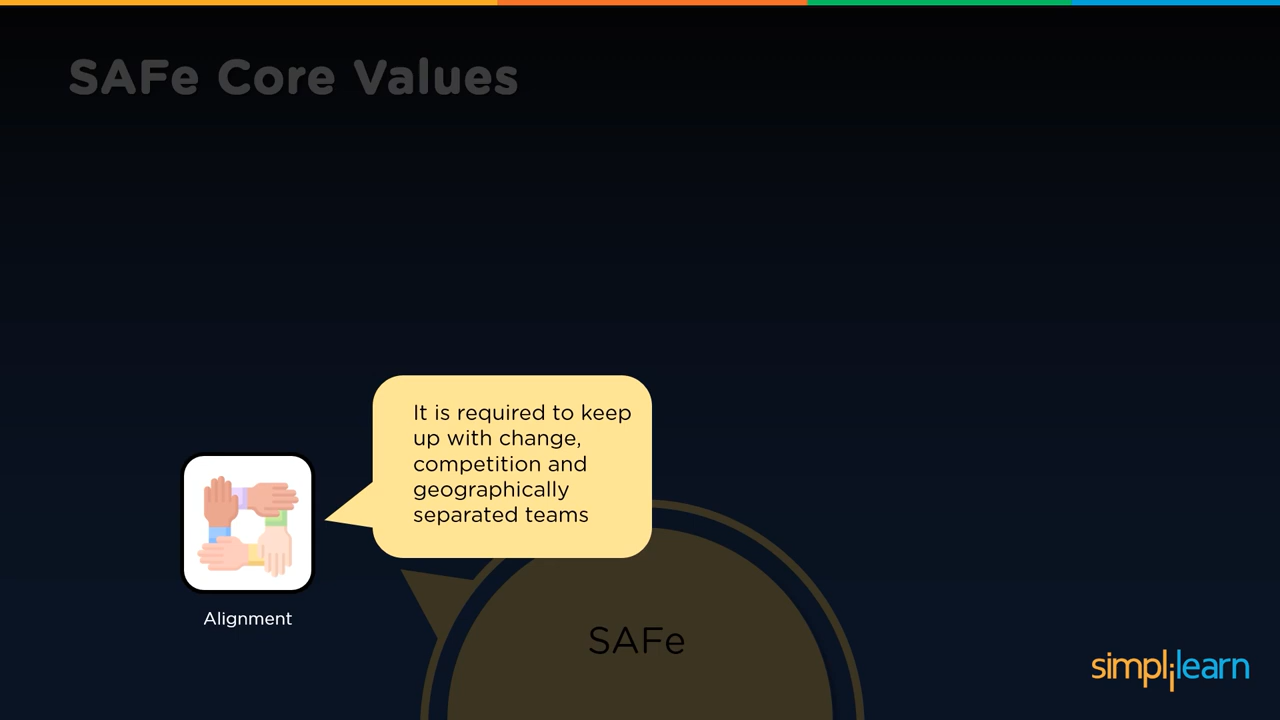 SAFe Core Values
It is required to keep
up with change,
competition and
geographically
separated teams
Alignment
SAFe
simplilearn